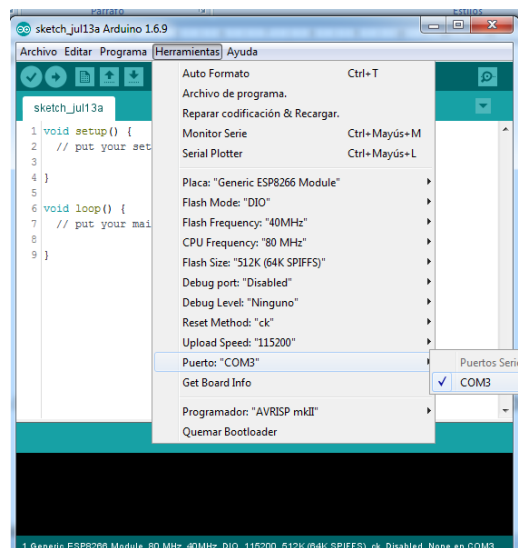 Párrafo
Estilos
sketch_jul13a Arduino 1.6.9
Archivo Editar Programa Herramientas Ayuda
sketch_jul13a
1 void setup() {
2 // put your set
3
4 }
5
6 void loop() {
7 // put your mai
8
9 }
Auto Formato Ctrl+T
Archivo de programa.
Reparar codificación & Recargar.
Monitor Serie Ctrl+Mayús+M
Serial Plotter Ctrl+Mayús+L
Placa: "Generic ESP8266 Module"
Flash Mode: "DIO"
Flash Frequency: "40MHz"
CPU Frequency: "80 MHz"
Flash Size: "512K (64K SPIFFS)"
Debug port: "Disabled"
Debug Level: "Ninguno"
Reset Method: "ck"
Upload Speed: "115200"
Puerto: "COM3"
Get Board Info
Programador: "AVRISP mkII"
Quemar Bootloader
Puertos Serie
COM3
1 Generic ESP8266 Module, 80 MHz, 40MHz, DIO, 115200, 512K (64K SPIFFS), ck, Disabled, None en COM3